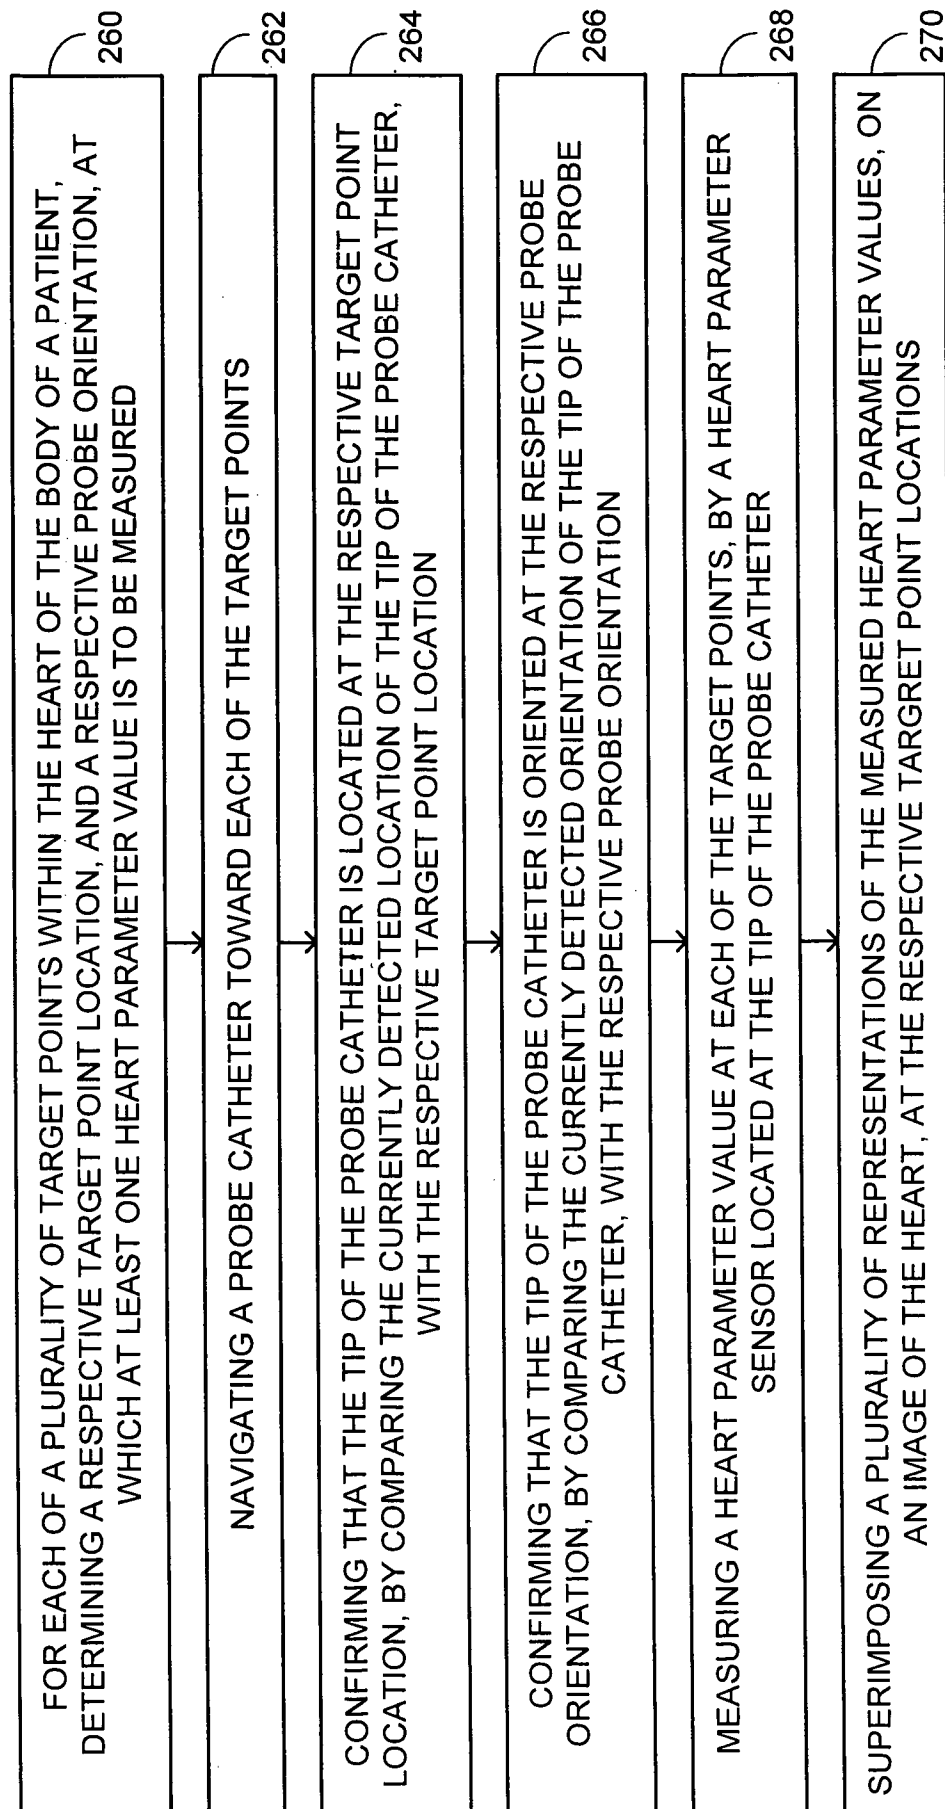 FOR EACH OF A PLURALITY OF TARGET POINTS WITHIN THE HEART OF THE BODY OF A PATIENT,
DETERMINING A RESPECTIVE TARGET POINT LOCATION, AND A RESPECTIVE PROBE ORIENTATION, AT
WHICH AT LEAST ONE HEART PARAMETER VALUE IS TO BE MEASURED
260
NAVIGATING A PROBE CATHETER TOWARD EACH OF THE TARGET POINTS
262
CONFIRMING THAT THE TIP OF THE PROBE CATHETER IS LOCATED AT THE RESPECTIVE TARGET POINT
LOCATION, BY COMPARING THE CURRENTLY DETECTED LOCATION OF THE TIP OF THE PROBE CATHETER,
WITH THE RESPECTIVE TARGET POINT LOCATION
264
CONFIRMING THAT THE TIP OF THE PROBE CATHETER IS ORIENTED AT THE RESPECTIVE PROBE
ORIENTATION, BY COMPARING THE CURRENTLY DETECTED ORIENTATION OF THE TIP OF THE PROBE
CATHETER, WITH THE RESPECTIVE PROBE ORIENTATION
266
MEASURING A HEART PARAMETER VALUE AT EACH OF THE TARGET POINTS, BY A HEART PARAMETER
SENSOR LOCATED AT THE TIP OF THE PROBE CATHETER
268
SUPERIMPOSING A PLURALITY OF REPRESENTATIONS OF THE MEASURED HEART PARAMETER VALUES, ON
AN IMAGE OF THE HEART, AT THE RESPECTIVE TARGRET POINT LOCATIONS
270